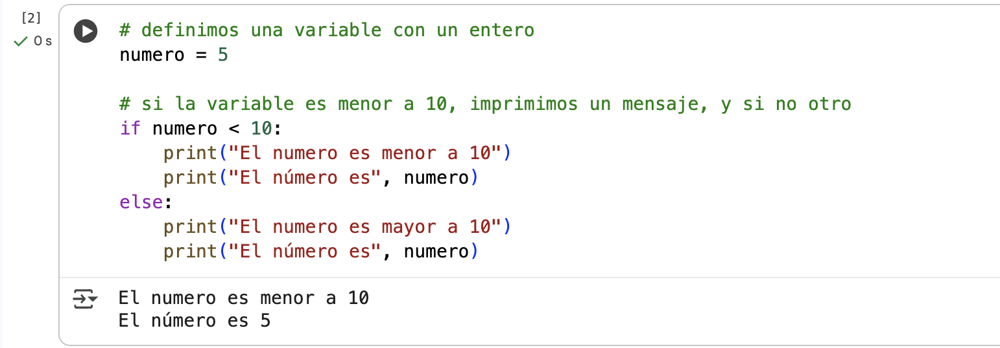 [2]
0 s
# definimos una variable con un entero
numero = 5
# si la variable es menor a 10, imprimimos un mensaje, y si no otro
if numero < 10:
    print("El numero es menor a 10")
    print("El número es", numero)
else:
    print("El numero es mayor a 10")
    print("El número es", numero)
El numero es menor a 10
El número es 5